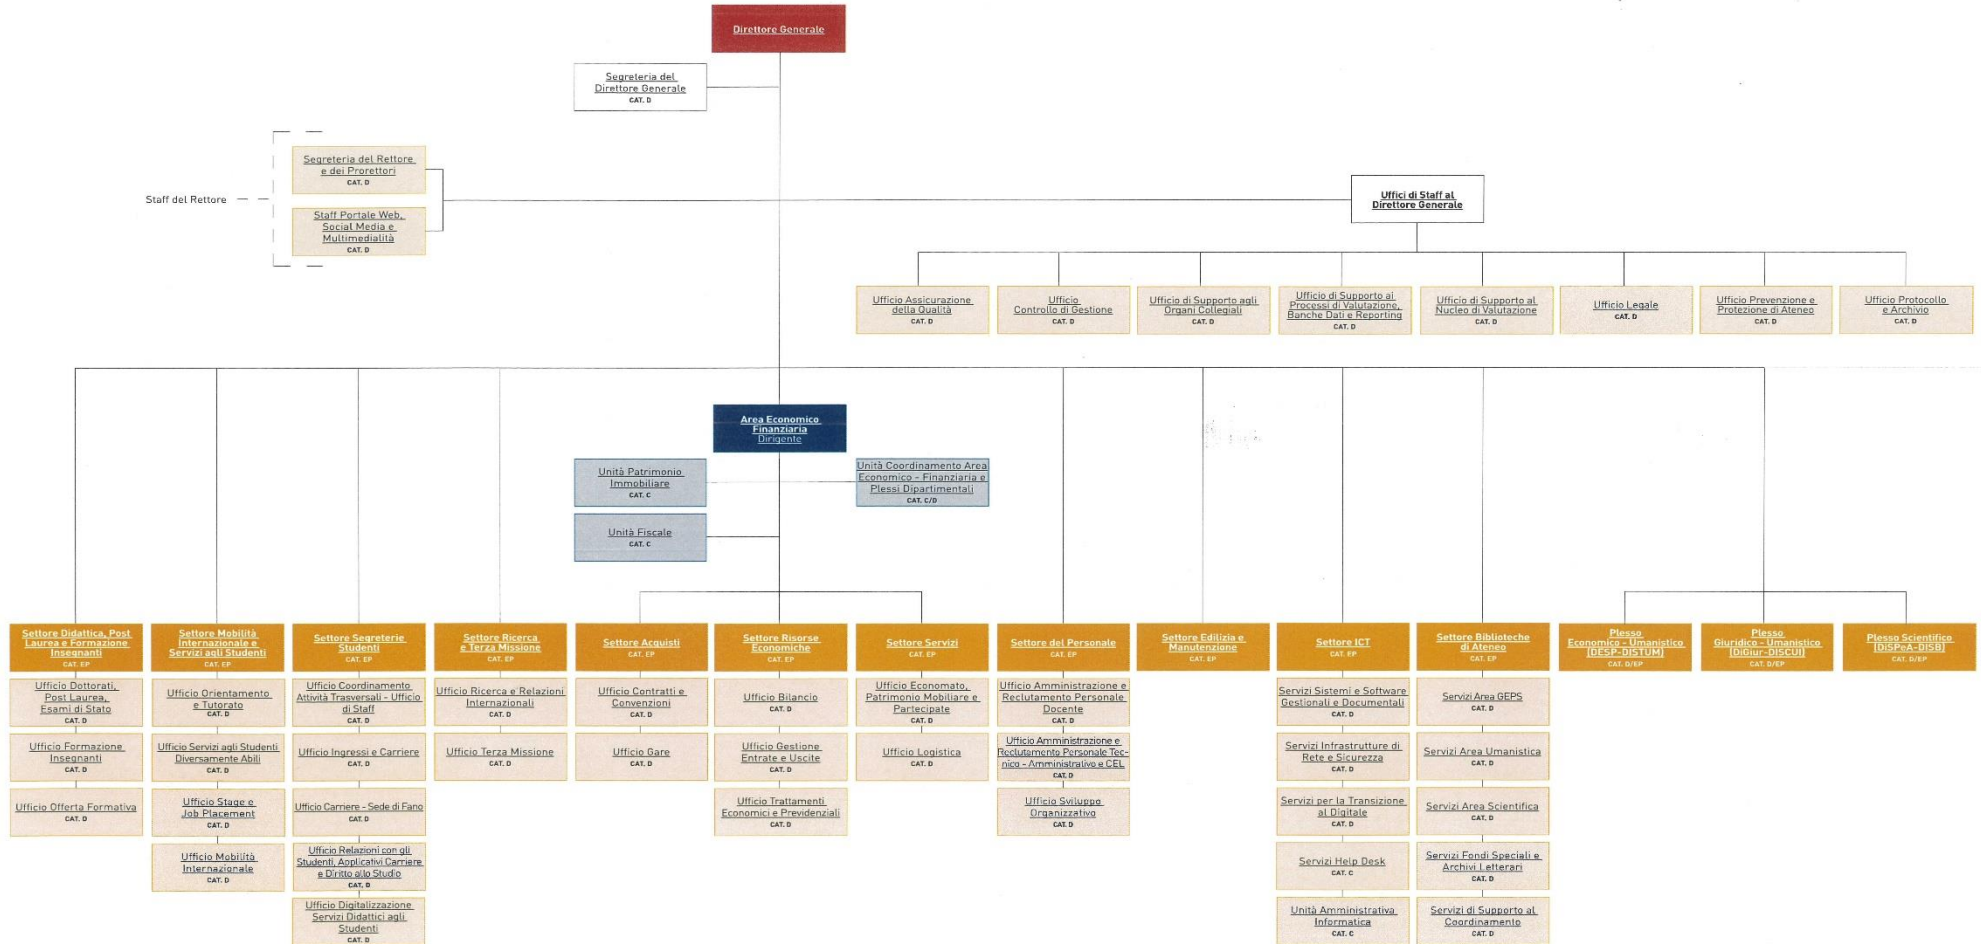 Direttore Generale
Segreteria del
Direttore Generale
CAT. D
Staff del Rettore
Segreteria del Rettore
e dei Prorettori
CAT. D
Staff Portale Web,
Social Media e
Multimedialità
CAT. D
Uffici di Staff al
Direttore Generale
Ufficio Assicurazione
della Qualità
CAT. D
Ufficio
Controllo di Gestione
CAT. D
Ufficio di Supporto agli
Organi Collegiali
CAT. D
Ufficio di Supporto ai
Processi di Valutazione,
Banche Dati e Reporting
CAT. D
Ufficio di Supporto al
Nucleo di Valutazione
CAT. D
Ufficio Legale
CAT. D
Ufficio Prevenzione e
Protezione di Ateneo
CAT. D
Ufficio Protocollo
e Archivio
CAT. D
Area Economico
Finanziaria
Dirigente
Unità Patrimonio
Immobiliare
CAT. C
Unità Coordinamento Area
Economico - Finanziaria e
Plessi Dipartimentali
CAT. C/D
Unità Fiscale
CAT. C
Settore Didattica, Post
Laurea e Formazione
Insegnanti
CAT. EP
Ufficio Dottorati,
Post Laurea,
Esami di Stato
CAT. D
Ufficio Formazione
Insegnanti
CAT. D
Ufficio Offerta Formativa
CAT. D
Settore Mobilità
Internazionale e
Servizi agli Studenti
CAT. EP
Ufficio Orientamento
e Tutorato
CAT. D
Ufficio Servizi agli Studenti
Diversamente Abili
CAT. D
Ufficio Stage e
Job Placement
CAT. D
Ufficio Mobilità
Internazionale
CAT. D
Settore Segreterie
Studenti
CAT. EP
Ufficio Coordinamento
Attività Trasversali - Ufficio
di Staff
CAT. D
Ufficio Ingressi e Carriere
CAT. D
Ufficio Carriere - Sede di Fano
CAT. D
Ufficio Relazioni con gli
Studenti, Applicativi Carriere
e Diritto allo Studio
CAT. D
Ufficio Digitalizzazione
Servizi Didattici agli
Studenti
CAT. D
Settore Ricerca
e Terza Missione
CAT. EP
Ufficio Ricerca e Relazioni
Internazionali
CAT. D
Ufficio Terza Missione
CAT. D
Settore Acquisti
CAT. EP
Ufficio Contratti e
Convenzioni
CAT. D
Ufficio Gare
CAT. D
Settore Risorse
Economiche
CAT. EP
Ufficio Bilancio
CAT. D
Ufficio Gestione
Entrate e Uscite
CAT. D
Ufficio Trattamenti
Economici e Previdenziali
CAT. D
Settore Servizi
CAT. EP
Ufficio Economato,
Patrimonio Mobiliare e
Partecipate
CAT. D
Ufficio Logistica
CAT. D
Settore del Personale
CAT. EP
Ufficio Amministrazione e
Reclutamento Personale
Docente
CAT. D
Ufficio Amministrazione e
Reclutamento Personale Tec-
nico - Amministrativo e CEL
CAT. D
Ufficio Sviluppo
Organizzativo
CAT. D
Settore Edilizia e
Manutenzione
CAT. EP
Settore ICT
CAT. EP
Servizi Sistemi e Software
Gestionali e Documentali
CAT. D
Servizi Infrastrutture di
Rete e Sicurezza
CAT. D
Servizi per la Transizione
al Digitale
CAT. D
Servizi Help Desk
CAT. C
Unità Amministrativa
Informatica
CAT. C
Settore Biblioteche
di Ateneo
CAT. EP
Servizi Area GEPS
CAT. D
Servizi Area Umanistica
CAT. D
Servizi Area Scientifica
CAT. D
Servizi Fondi Speciali e
Archivi Letterari
CAT. D
Servizi di Supporto al
Coordinamento
CAT. D
Plesso
Economico - Umanistico
(DESP-DISTUM)
CAT. D/EP
Plesso
Giuridico - Umanistico
(DiGiur-DISCUI)
CAT. D/EP
Plesso Scientifico
(DiSPeA-DISB)
CAT. D/EP